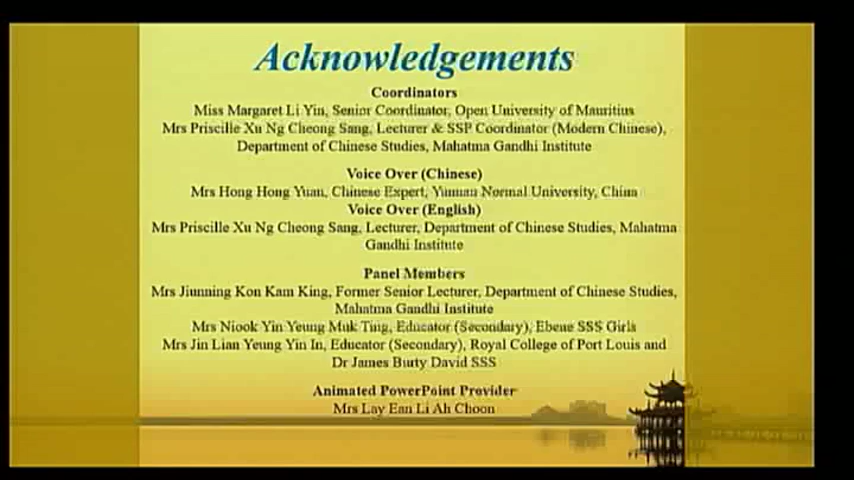 Acknowledgements
Coordinators
Miss Margaret Li Yin, Senior Coordinator, Open University of Mauritius
Mrs Priscille Xu Ng Cheong Sang, Lecturer & SSP Coordinator (Modern Chinese),
Department of Chinese Studies, Mahatma Gandhi Institute
Voice Over (Chinese)
Mrs Hong Hong Yuan, Chinese Expert, Yunnan Normal University, China
Voice Over (English)
Mrs Priscille Xu Ng Cheong Sang, Lecturer, Department of Chinese Studies, Mahatma
Gandhi Institute
Panel Members
Mrs Jiunning Kon Kam King, Former Senior Lecturer, Department of Chinese Studies,
Mahatma Gandhi Institute
Mrs Niook Yin Yeung Muk Ting, Educator (Secondary), Ebene SSS Girls
Mrs Jin Lian Yeung Yin In, Educator (Secondary), Royal College of Port Louis and
Dr James Burty David SSS
Animated PowerPoint Provider
Mrs Lay Ean Li Ah Choon